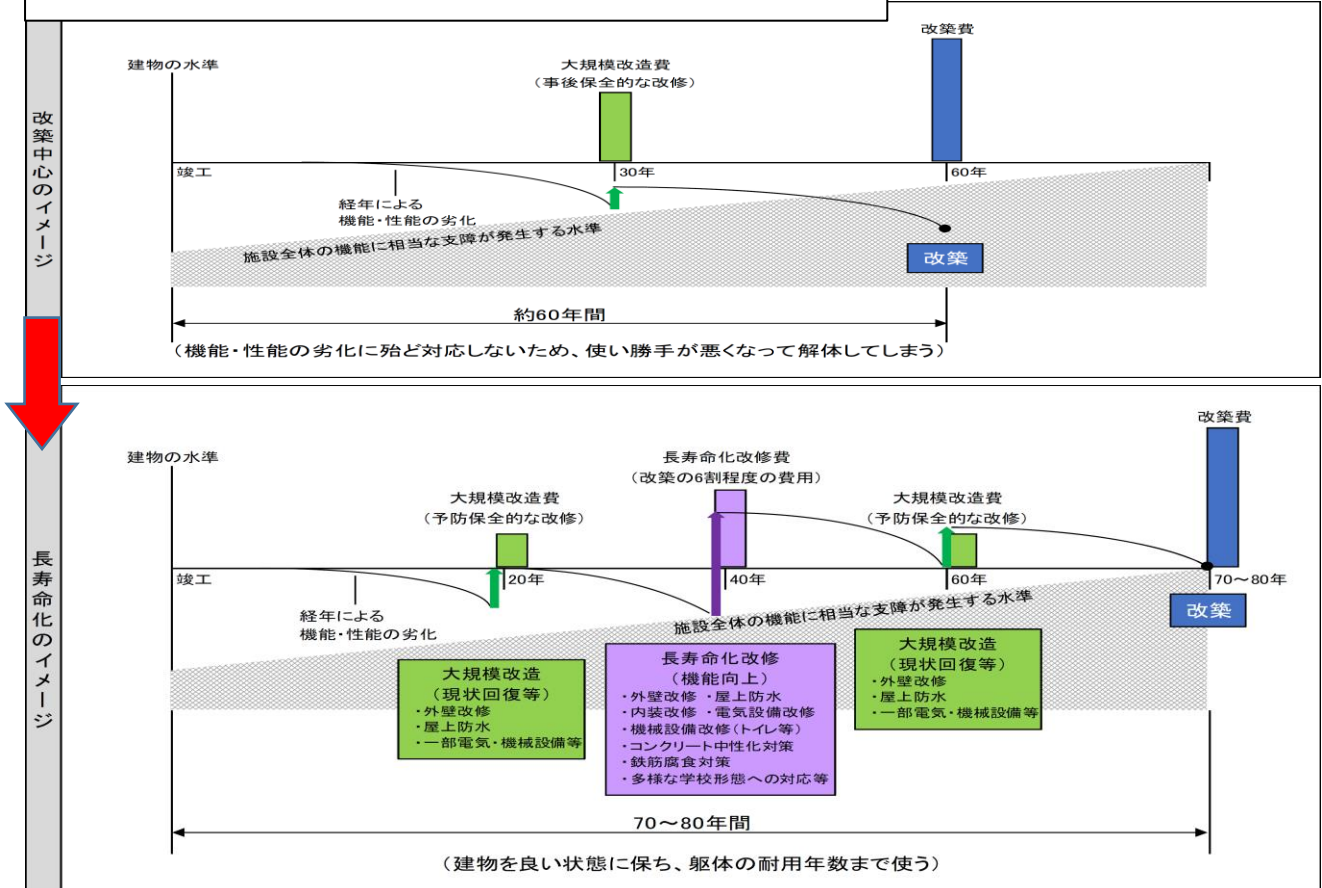 改築中心のイメージ
改築費
建物の水準
大規模改造費
（事後保全的な改修）
竣工
30年
60年
経年による
機能・性能の劣化
施設全体の機能に相当な支障が発生する水準
改築
約60年間
（機能・性能の劣化に殆ど対応しないため、使い勝手が悪くなって解体してしまう）
長寿命化のイメージ
改築費
建物の水準
長寿命化改修費
（改築の6割程度の費用）
大規模改造費
（予防保全的な改修）
大規模改造費
（予防保全的な改修）
竣工
20年
40年
60年
70～80年
経年による
機能・性能の劣化
施設全体の機能に相当な支障が発生する水準
改築
大規模改造
（現状回復等）
・外壁改修
・屋上防水
・一部電気・機械設備等
長寿命化改修
（機能向上）
・外壁改修 ・屋上防水
・内装改修 ・電気設備改修
・機械設備改修（トイレ等）
・コンクリート中性化対策
・鉄筋腐食対策
・多様な学校形態への対応等
大規模改造
（現状回復等）
・外壁改修
・屋上防水
・一部電気・機械設備等
70～80年間
（建物を良い状態に保ち、躯体の耐用年数まで使う）